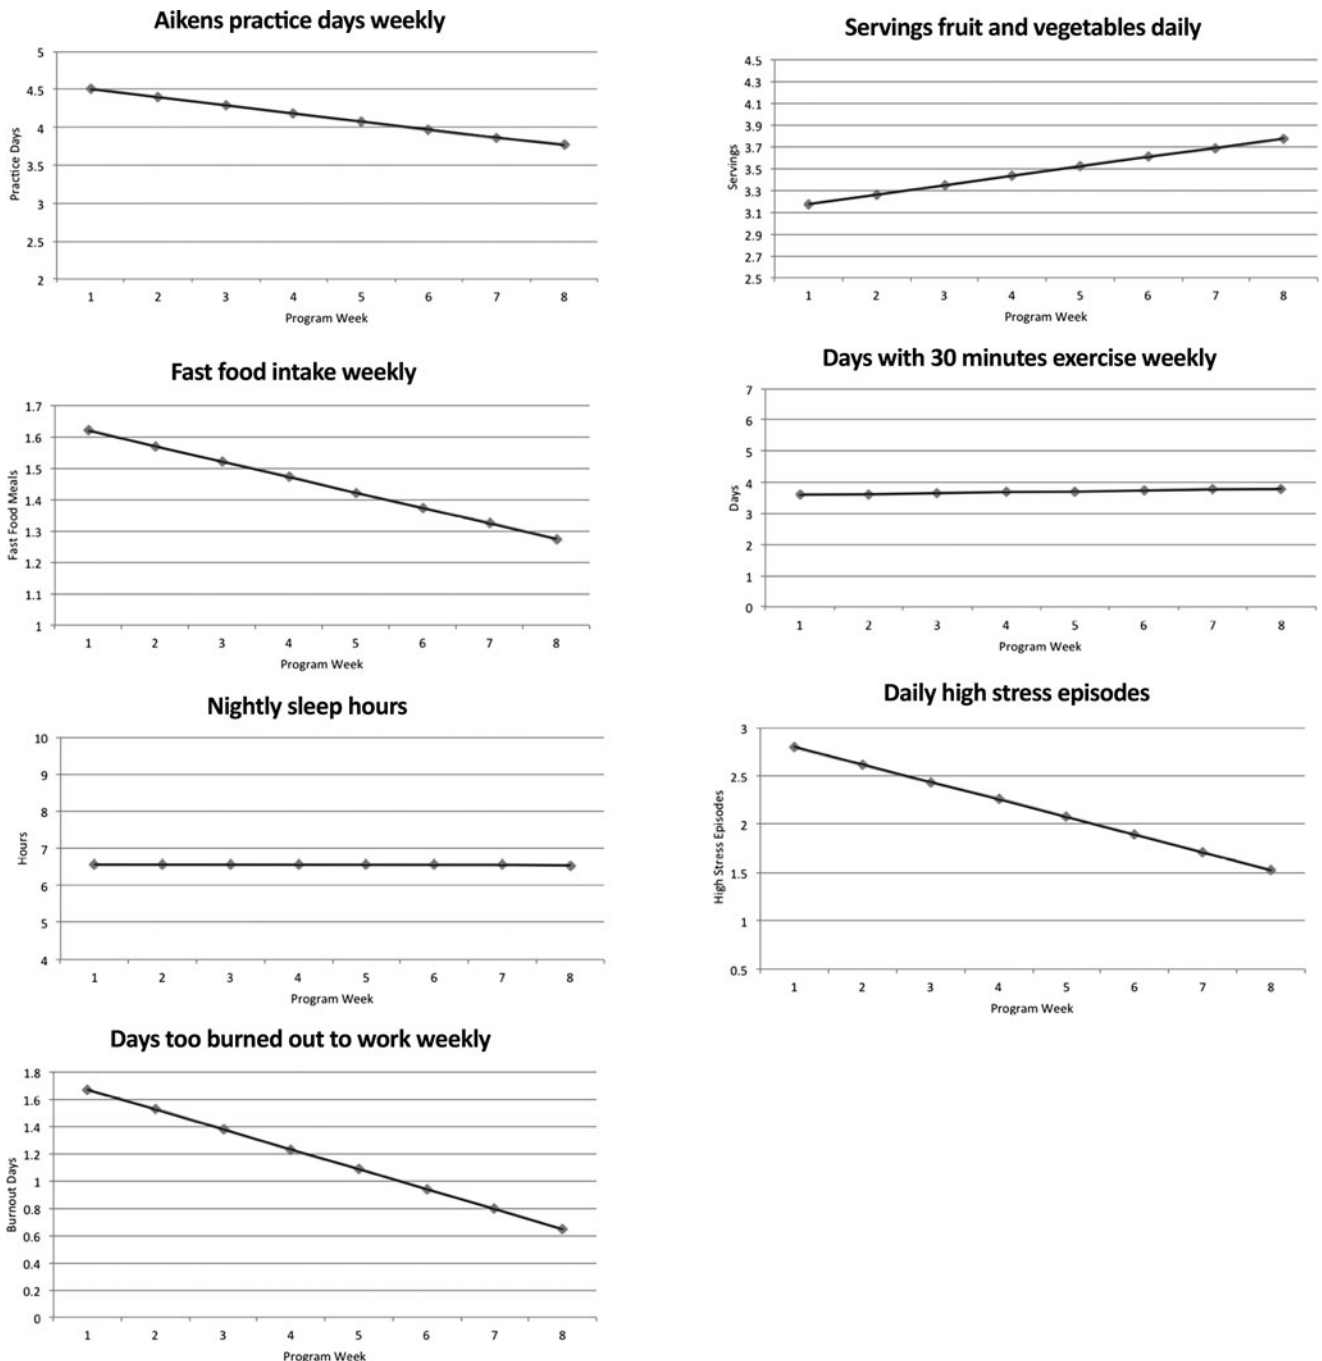 Aikens practice days weekly
5
4.5
4
3.5
3
2.5
2
Practice Days
1 2 3 4 5 6 7 8
Program Week
Servings fruit and vegetables daily
4.5
4.3
4.1
3.9
3.7
3.5
3.3
3.1
2.9
2.7
2.5
Servings
1 2 3 4 5 6 7 8
Program Week
Fast food intake weekly
1.7
1.6
1.5
1.4
1.3
1.2
1.1
1
Fast Food Meals
1 2 3 4 5 6 7 8
Program Week
Days with 30 minutes exercise weekly
7
6
5
4
3
2
1
0
Days
1 2 3 4 5 6 7 8
Program Week
Nightly sleep hours
10
9
8
7
6
5
4
Hours
1 2 3 4 5 6 7 8
Program Week
Daily high stress episodes
3
2.5
2
1.5
1
0.5
High Stress Episodes
1 2 3 4 5 6 7 8
Program Week
Days too burned out to work weekly
1.8
1.6
1.4
1.2
1
0.8
0.6
0.4
0.2
0
Burnout Days
1 2 3 4 5 6 7 8
Program Week